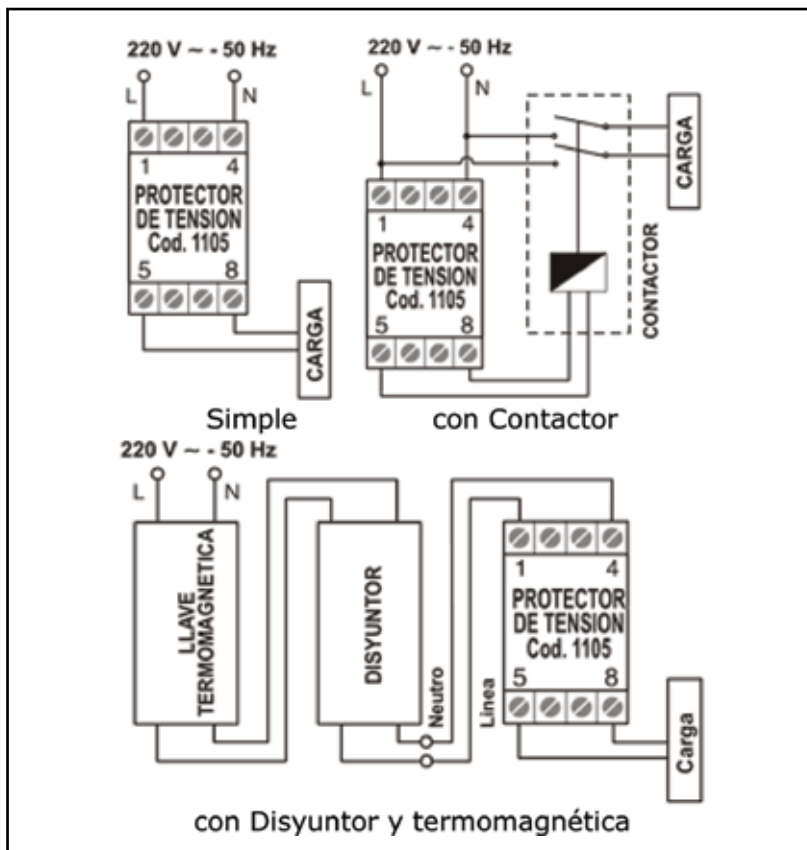 220 V ~ - 50 Hz
L
N
1
4
PROTECTOR
DE TENSION
Cod. 1105
5
8
CARGA
Simple
220 V ~ - 50 Hz
L
N
1
4
PROTECTOR
DE TENSION
Cod. 1105
5
8
CONTACTOR
CARGA
con Contactor
220 V ~ - 50 Hz
L
N
LLAVE
TERMOMAGNETICA
DISYUNTOR
Neutro
Linea
1
4
PROTECTOR
DE TENSION
Cod. 1105
5
8
Carga
con Disyuntor y termomagnética